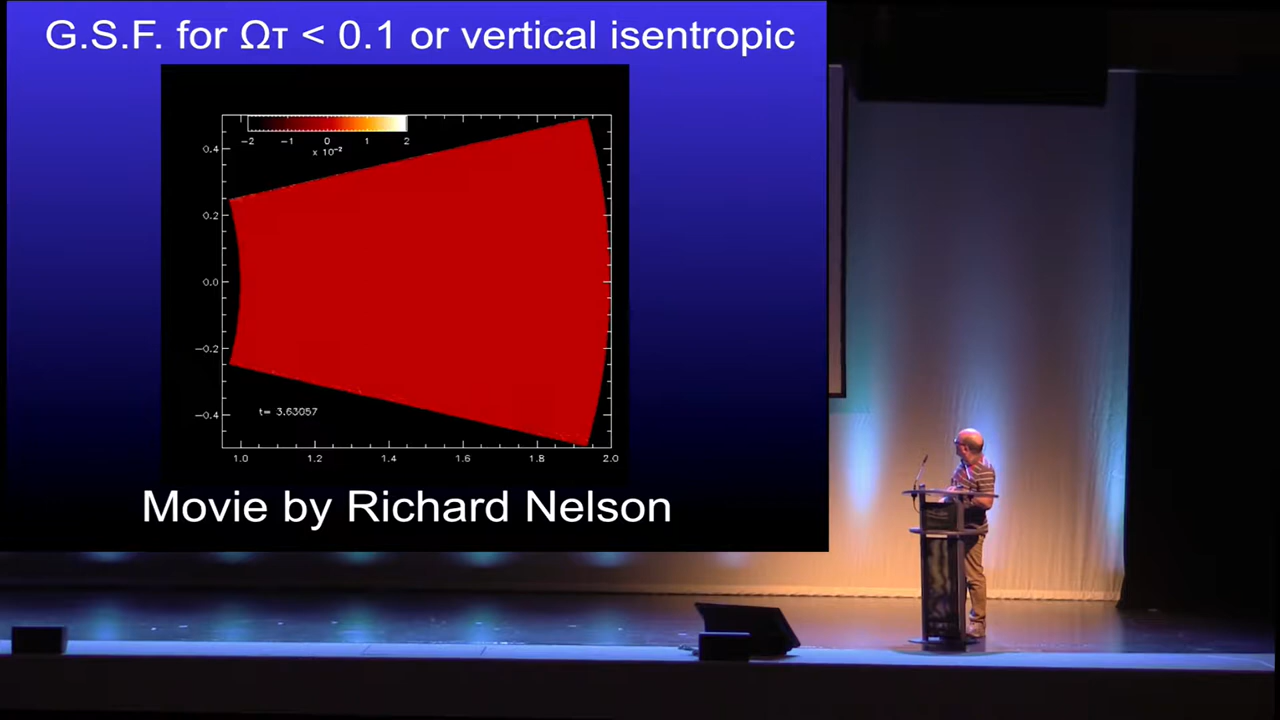 G.S.F. for Ωτ < 0.1 or vertical isentropic
−2 −1 0 1 2
x 10⁻²
0.4
0.2
0.0
−0.2
−0.4
t= 3.63057
1.0 1.2 1.4 1.6 1.8 2.0
Movie by Richard Nelson